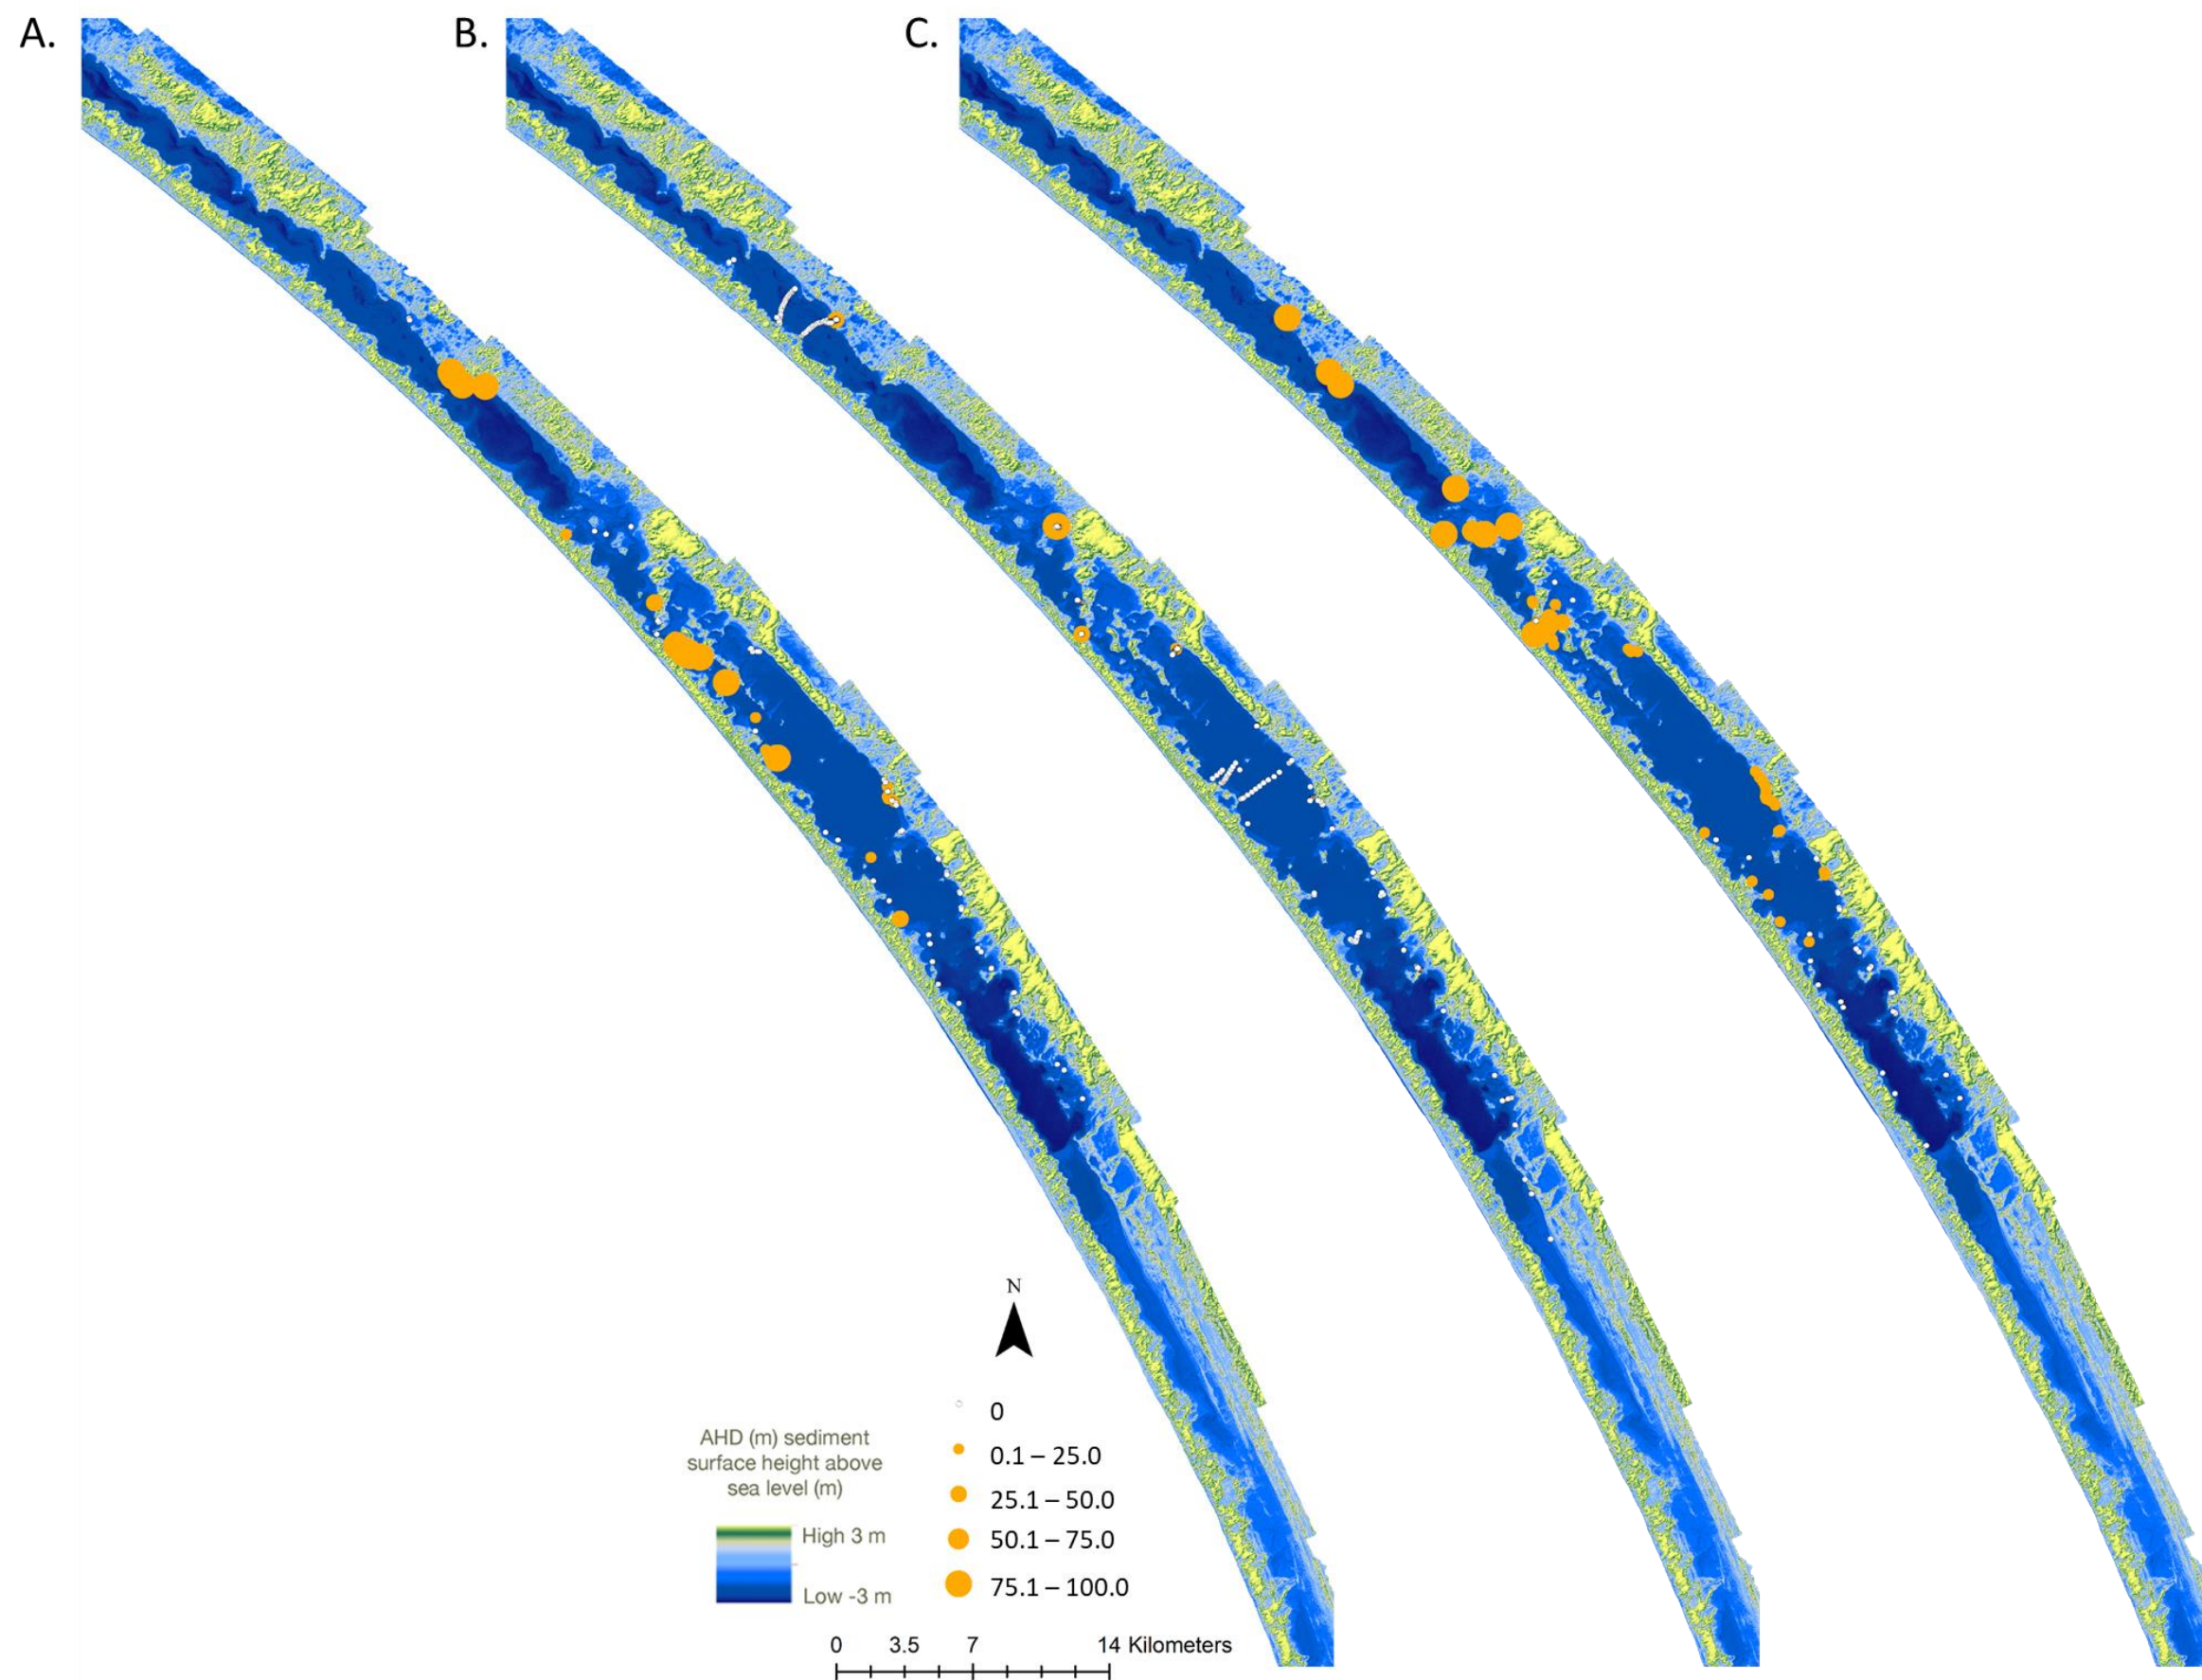 A.
B.
C.
N
AHD (m) sediment
surface height above
sea level (m)
High 3 m
Low -3 m
0
0.1 – 25.0
25.1 – 50.0
50.1 – 75.0
75.1 – 100.0
0 3.5 7 14 Kilometers